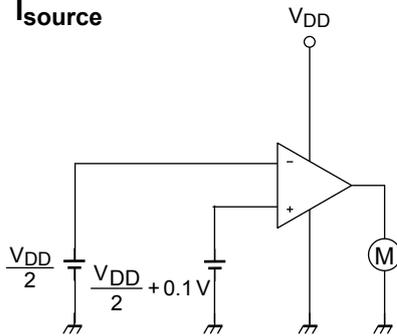 Isource
VDD
-
+
M
VDD
2
VDD
2
+ 0.1 V